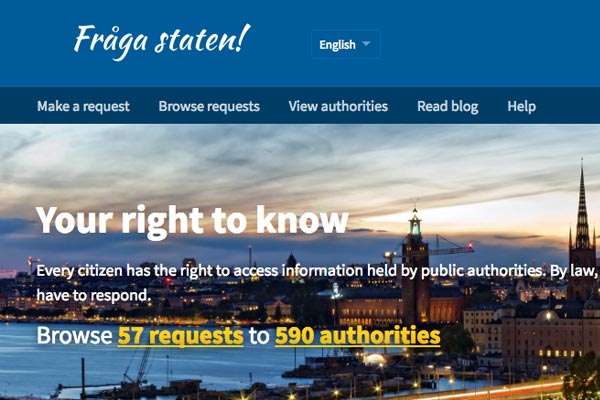 Fråga staten!
English
Make a request Browse requests View authorities Read blog Help
Your right to know
Every citizen has the right to access information held by public authorities. By law,
have to respond.
Browse 57 requests to 590 authorities